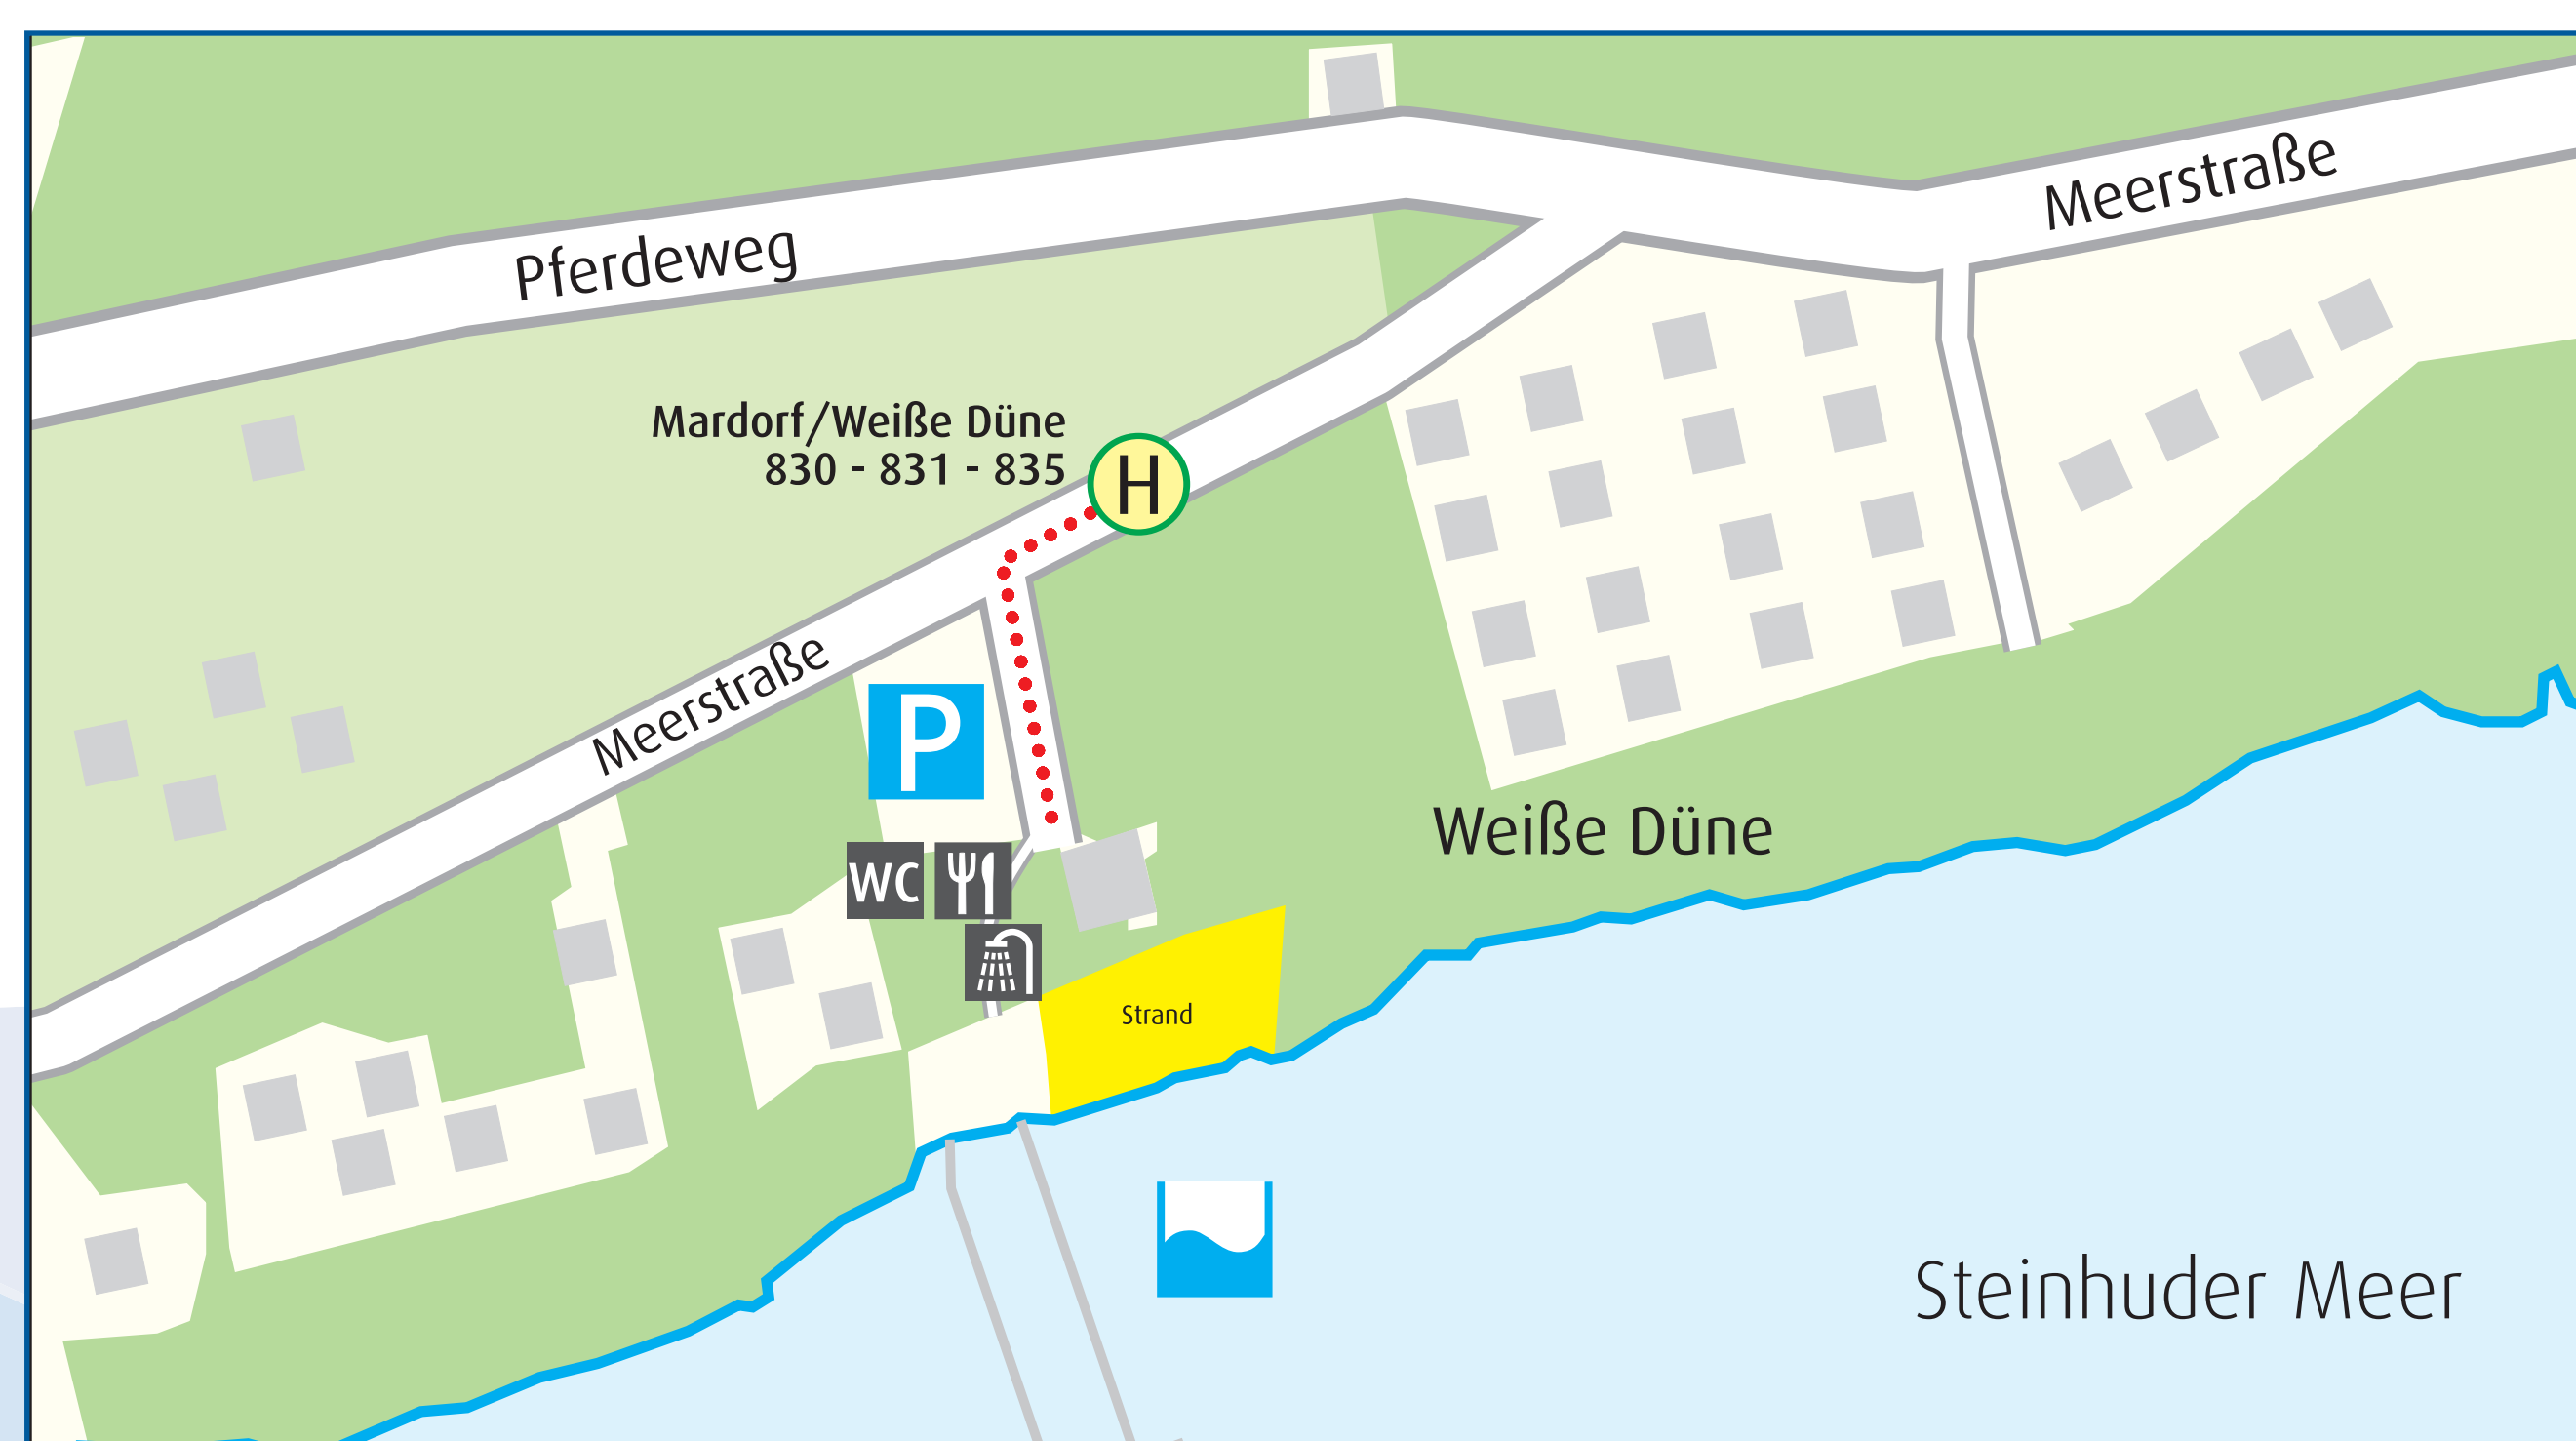 Meerstraße
Pferdeweg
Mardorf/Weiße Düne
830 - 831 - 835
H
Meerstraße
P
Weiße Düne
WC
Strand
Steinhuder Meer